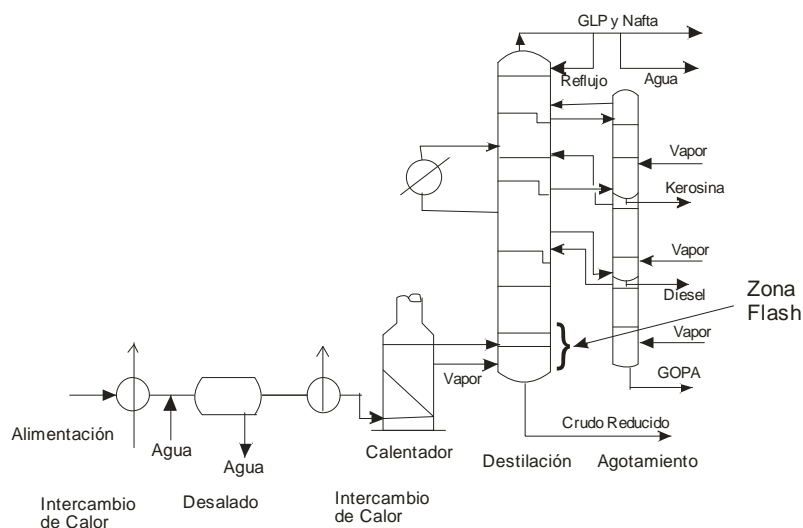 GLP y Nafta
Reflujo
Agua
Vapor
Kerosina
Vapor
Diesel
Zona
Flash
Vapor
GOPA
Vapor
Crudo Reducido
Alimentación
Agua
Agua
Calentador
Destilación
Agotamiento
Intercambio
de Calor
Desalado
Intercambio
de Calor